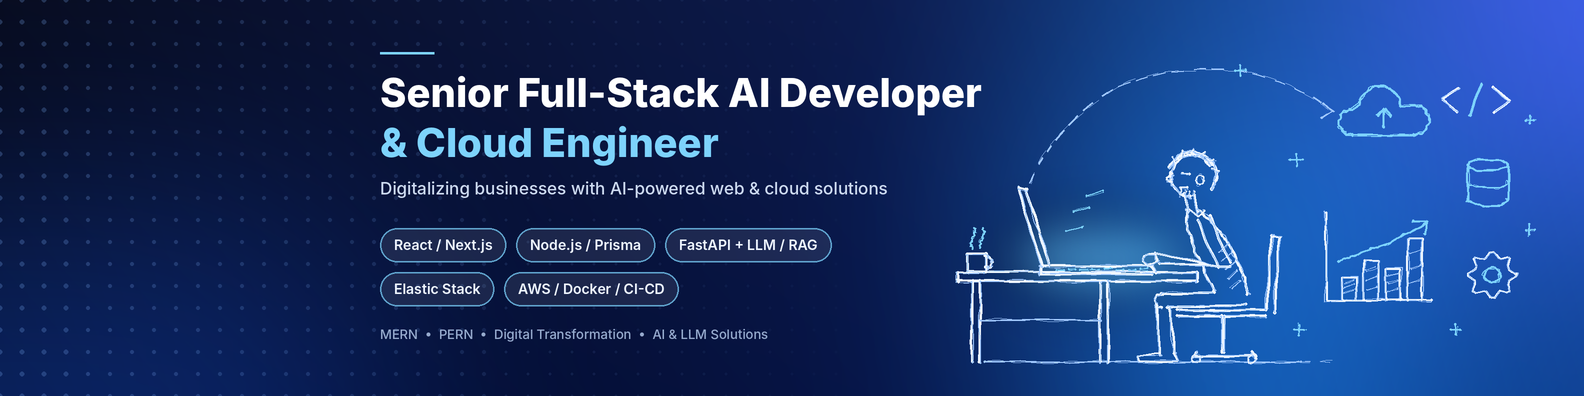 Senior Full-Stack AI Developer
& Cloud Engineer
Digitalizing businesses with AI-powered web & cloud solutions
React / Next.js
Node.js / Prisma
FastAPI + LLM / RAG
Elastic Stack
AWS / Docker / CI-CD
MERN • PERN • Digital Transformation • AI & LLM Solutions